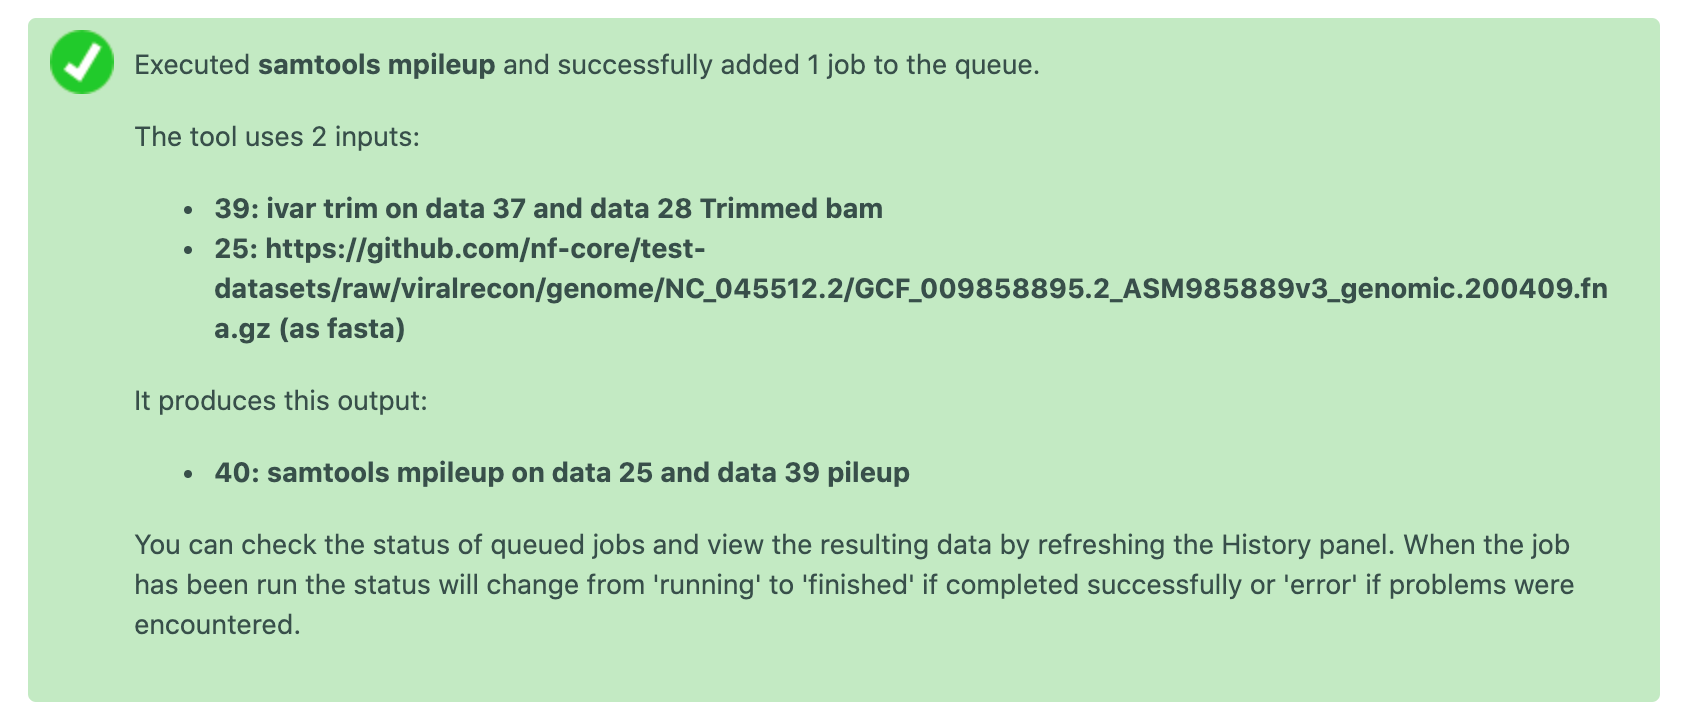 Executed samtools mpileup and successfully added 1 job to the queue.
The tool uses 2 inputs:
• 39: ivar trim on data 37 and data 28 Trimmed bam
• 25: https://github.com/nf-core/test-
datasets/raw/viralrecon/genome/NC_045512.2/GCF_009858895.2_ASM985889v3_genomic.200409.fn
a.gz (as fasta)
It produces this output:
• 40: samtools mpileup on data 25 and data 39 pileup
You can check the status of queued jobs and view the resulting data by refreshing the History panel. When the job
has been run the status will change from 'running' to 'finished' if completed successfully or 'error' if problems were
encountered.